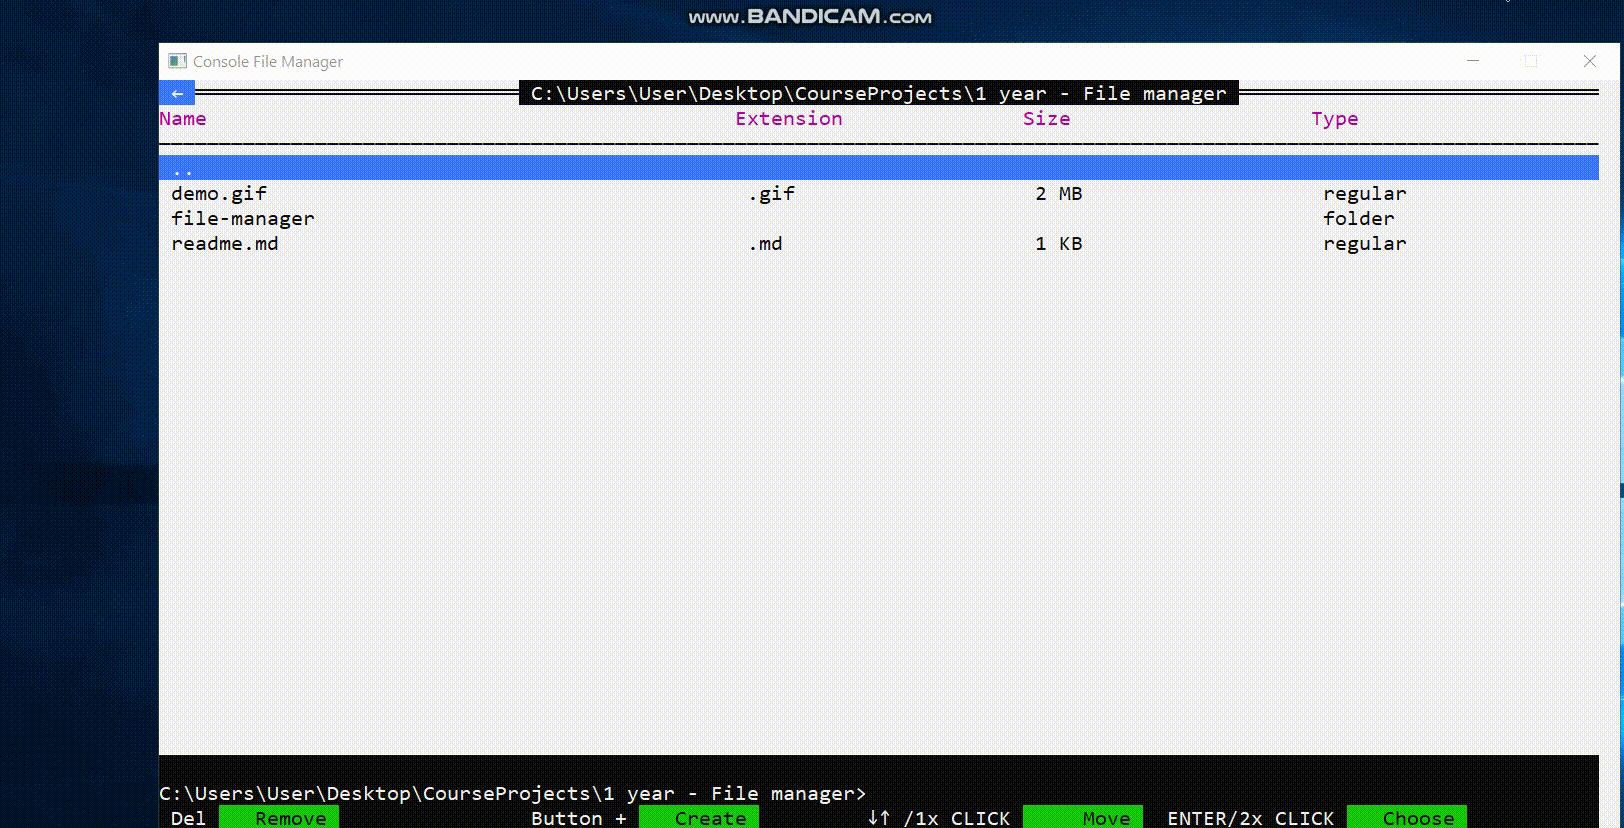 www.BANDICAM.com
Console File Manager
← C:\Users\User\Desktop\CourseProjects\1 year - File manager
Name Extension Size Type
..
demo.gif .gif 2 MB regular
file-manager folder
readme.md .md 1 KB regular
C:\Users\User\Desktop\CourseProjects\1 year - File manager>
Del Remove Button + Create ↓↑ /1x CLICK Move ENTER/2x CLICK Choose